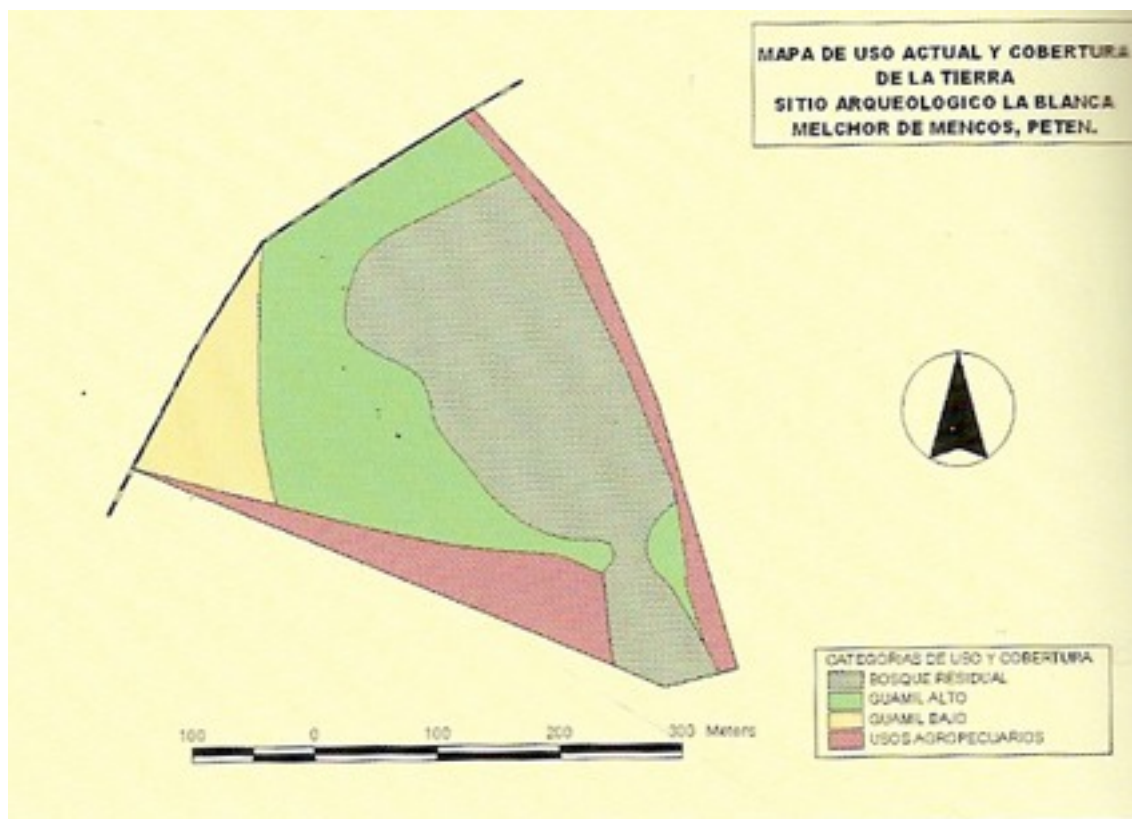 MAPA DE USO ACTUAL Y COBERTURA
DE LA TIERRA
SITIO ARQUEOLOGICO LA BLANCA
MELCHOR DE MENCOS, PETEN.
CATEGORIAS DE USO Y COBERTURA
BOSQUE RESIDUAL
GUAMIL ALTO
GUAMIL BAJO
USOS AGROPECUARIOS
100 0 100 200 300 Meters